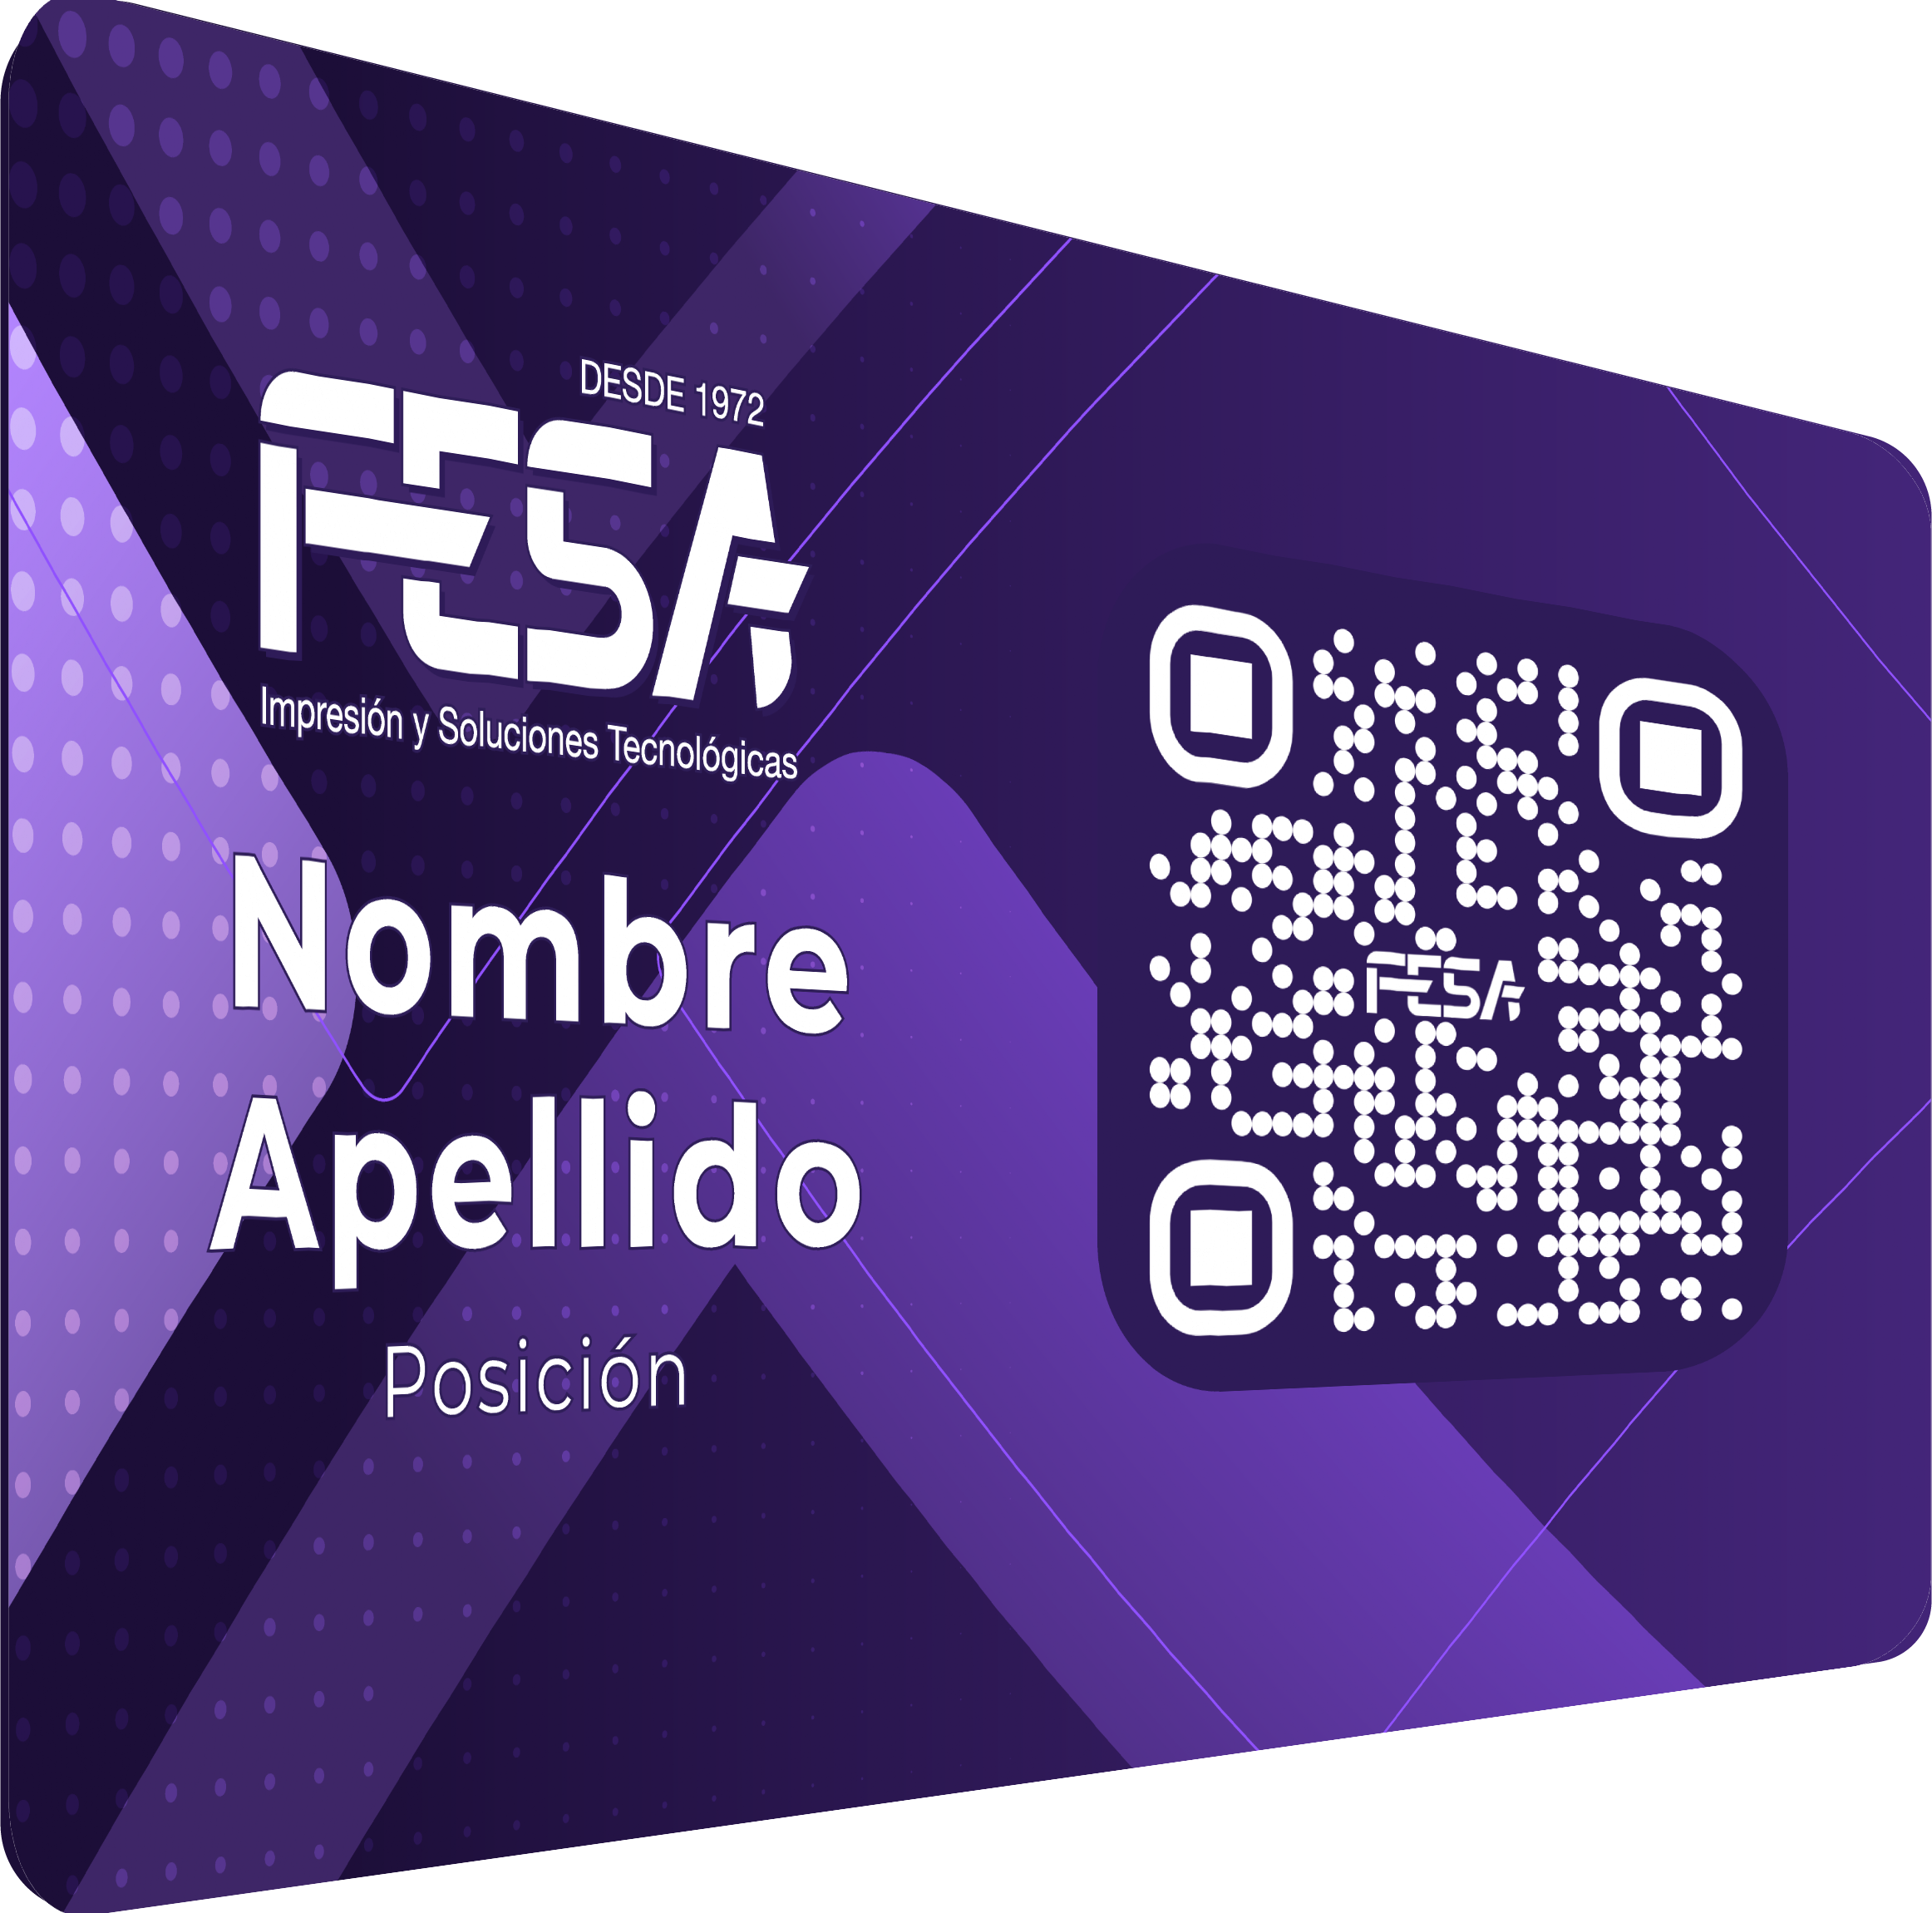 DESDE 1972
FESA
Impresión y Soluciones Tecnológicas
Nombre
Apellido
Posición
FESA